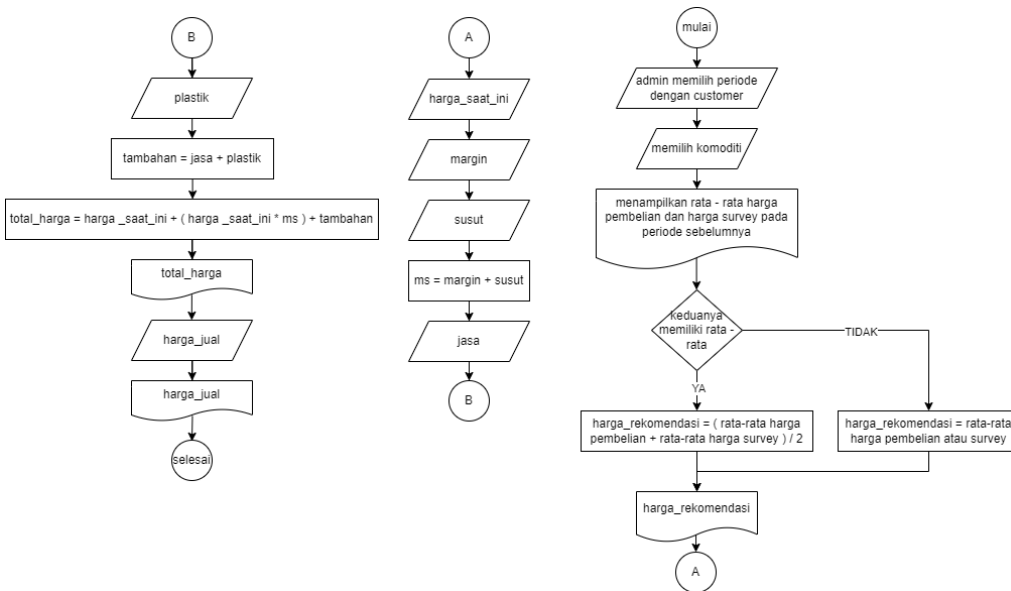 B
plastik
tambahan = jasa + plastik
total_harga = harga _saat_ini + ( harga _saat_ini * ms ) + tambahan
total_harga
harga_jual
harga_jual
selesai
A
harga_saat_ini
margin
susut
ms = margin + susut
jasa
B
mulai
admin memilih periode
dengan customer
memilih komoditi
menampilkan rata - rata harga
pembelian dan harga survey pada
periode sebelumnya
keduanya
memiliki rata -
rata
TIDAK
YA
harga_rekomendasi = ( rata-rata harga
pembelian + rata-rata harga survey ) / 2
harga_rekomendasi = rata-rata
harga pembelian atau survey
harga_rekomendasi
A